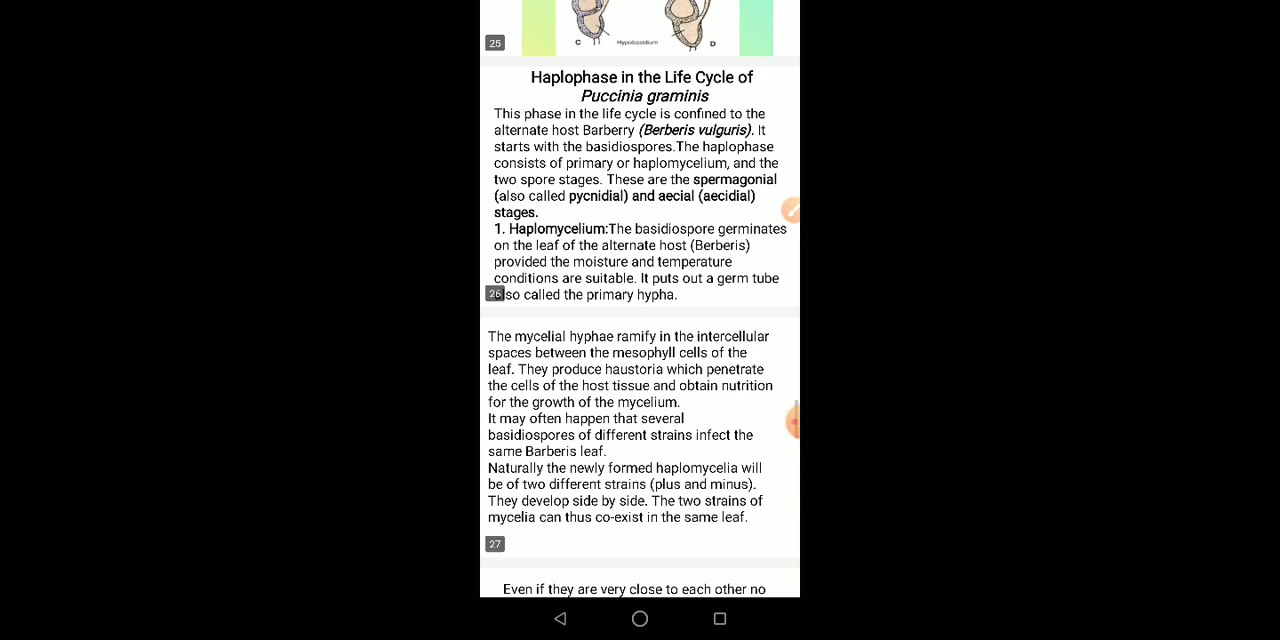 C Hypobasidium D
25
Haplophase in the Life Cycle of
Puccinia graminis
This phase in the life cycle is confined to the
alternate host Barberry (Berberis vulguris). It
starts with the basidiospores.The haplophase
consists of primary or haplomycelium, and the
two spore stages. These are the spermagonial
(also called pycnidial) and aecial (aecidial)
stages.
1. Haplomycelium:The basidiospore germinates
on the leaf of the alternate host (Berberis)
provided the moisture and temperature
conditions are suitable. It puts out a germ tube
also called the primary hypha.
26
The mycelial hyphae ramify in the intercellular
spaces between the mesophyll cells of the
leaf. They produce haustoria which penetrate
the cells of the host tissue and obtain nutrition
for the growth of the mycelium.
It may often happen that several
basidiospores of different strains infect the
same Barberis leaf.
Naturally the newly formed haplomycelia will
be of two different strains (plus and minus).
They develop side by side. The two strains of
mycelia can thus co-exist in the same leaf.
27
Even if they are very close to each other no